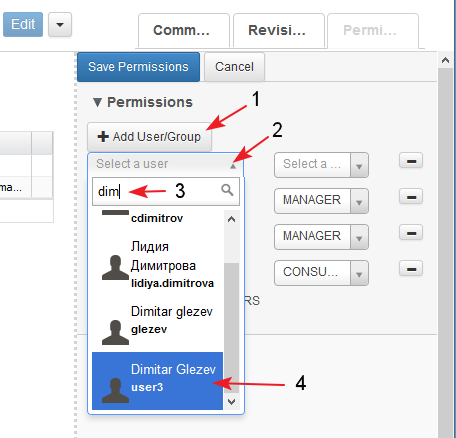 Edit
Comm...
Revisi...
Permi...
Save Permissions
Cancel
▼ Permissions
1
+ Add User/Group
2
Select a user
Select a ...
dim
3
ma...
cdimitrov
MANAGER
Лидия
Димитрова
lidiya.dimitrova
MANAGER
CONSU...
Dimitar glezev
glezev
RS
Dimitar Glezev
user3
4